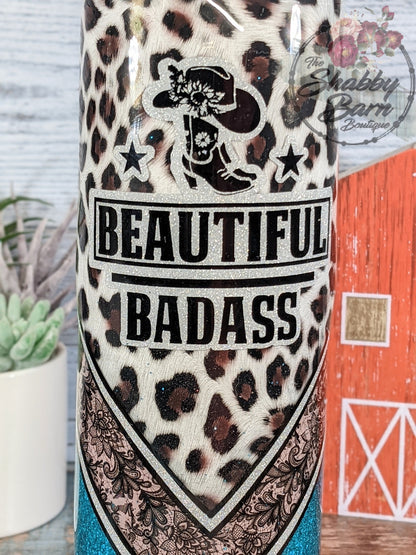 The
Shabby
Barn
Boutique
BEAUTIFUL
BADASS